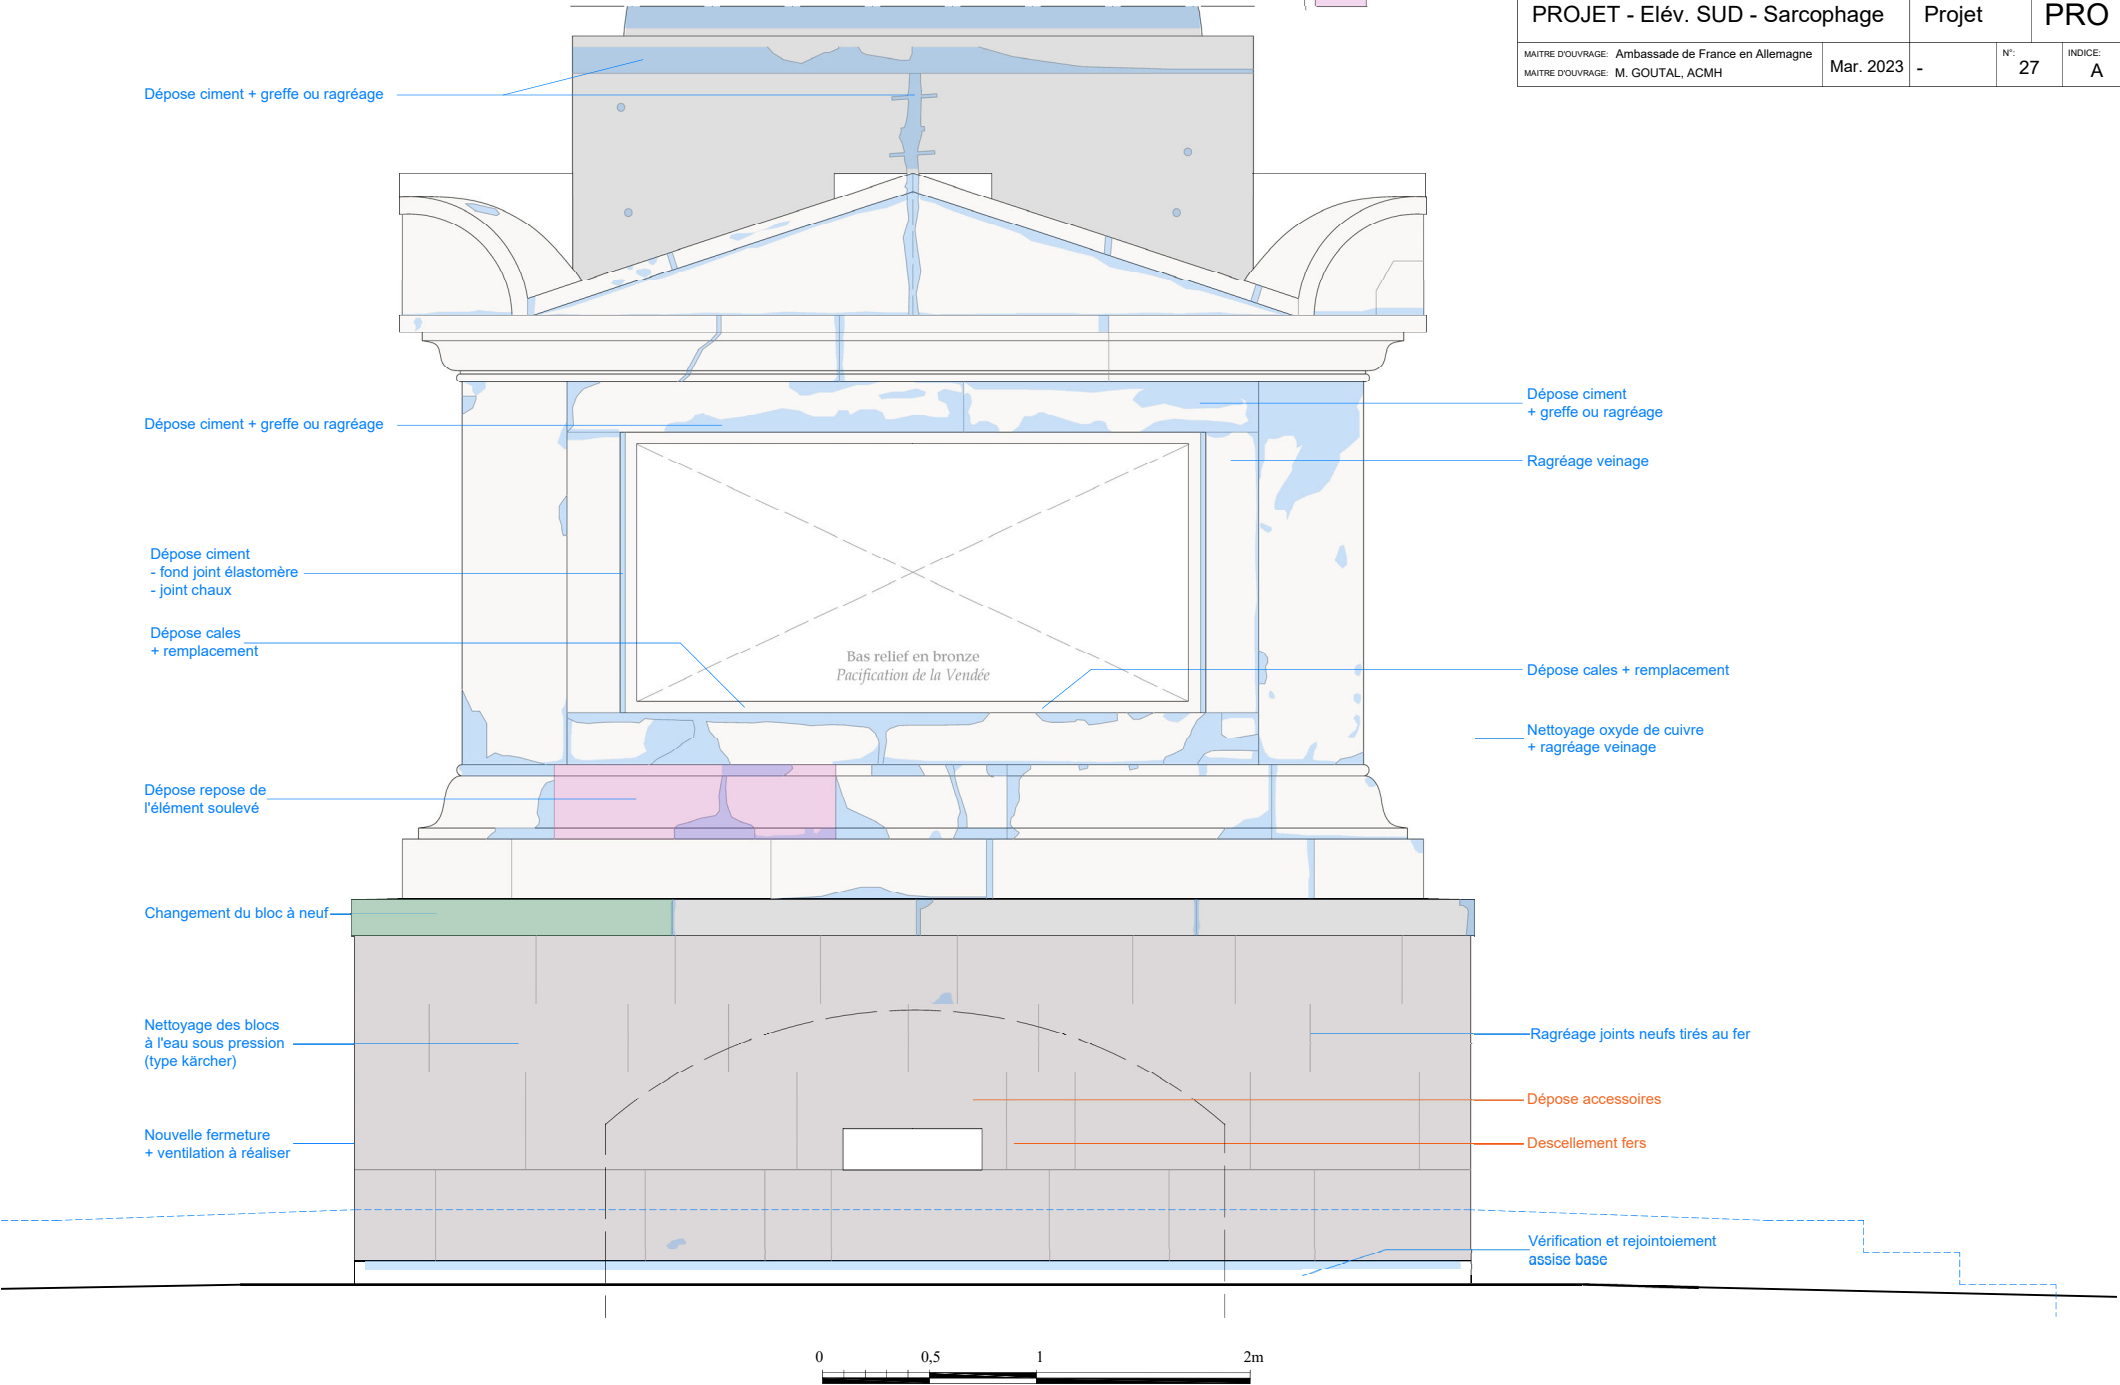 PROJET - Elév. SUD - Sarcophage
Projet
PRO
MAITRE D'OUVRAGE: Ambassade de France en Allemagne
MAITRE D'OUVRAGE: M. GOUTAL, ACMH
Mar. 2023
-
N°:
27
INDICE:
A
Dépose ciment + greffe ou ragréage
Dépose ciment + greffe ou ragréage
Dépose ciment
- fond joint élastomère
- joint chaux
Dépose cales
+ remplacement
Dépose repose de
l'élément soulevé
Changement du bloc à neuf
Nettoyage des blocs
à l'eau sous pression
(type kärcher)
Nouvelle fermeture
+ ventilation à réaliser
Bas relief en bronze
Pacification de la Vendée
Dépose ciment
+ greffe ou ragréage
Ragréage veinage
Dépose cales + remplacement
Nettoyage oxyde de cuivre
+ ragréage veinage
Ragréage joints neufs tirés au fer
Dépose accessoires
Descellement fers
Vérification et rejointoiement
assise base
0 0,5 1 2m